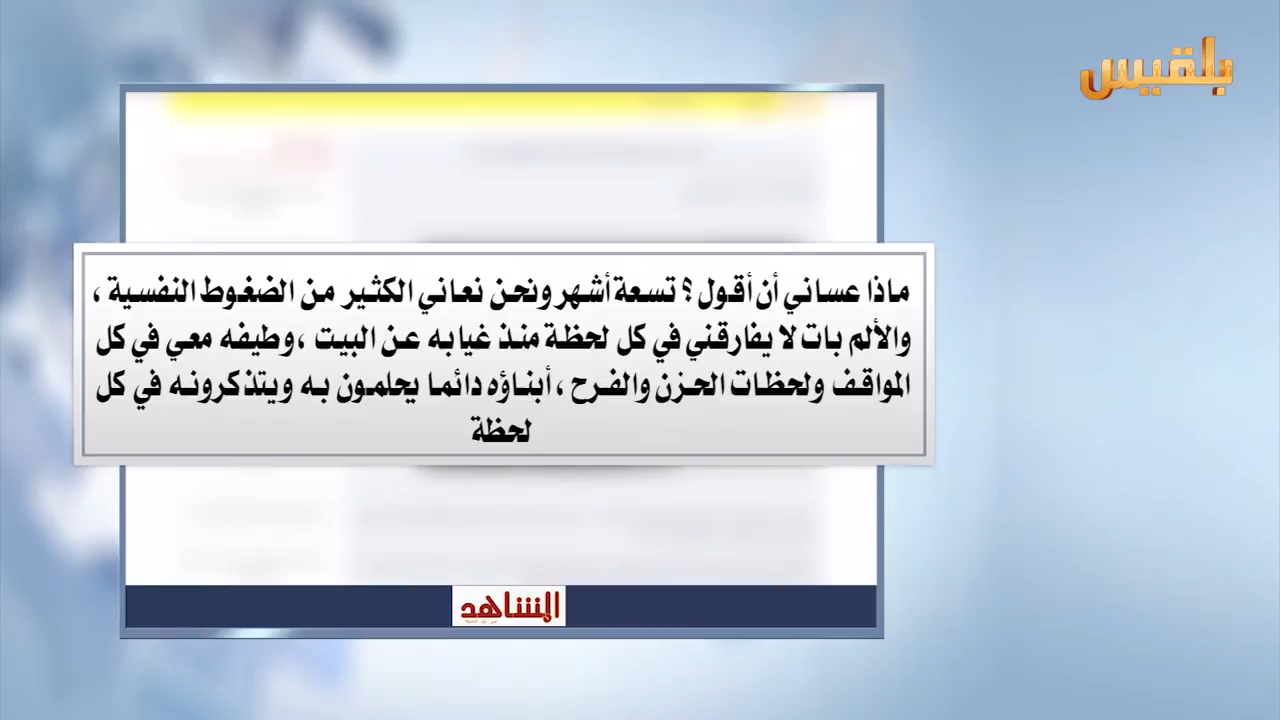 بلقيس
ماذا عساني أن أقول ؟ تسعة أشهر ونحن نعاني الكثير من الضغوط النفسية ،
والألم بات لا يفارقني في كل لحظة منذ غيابه عن البيت ،وطيفه معي في كل
المواقف ولحظات الحزن والفرح ، أبناؤه دائما يحلمون به ويتذكرونه في كل
لحظة
المشاهد